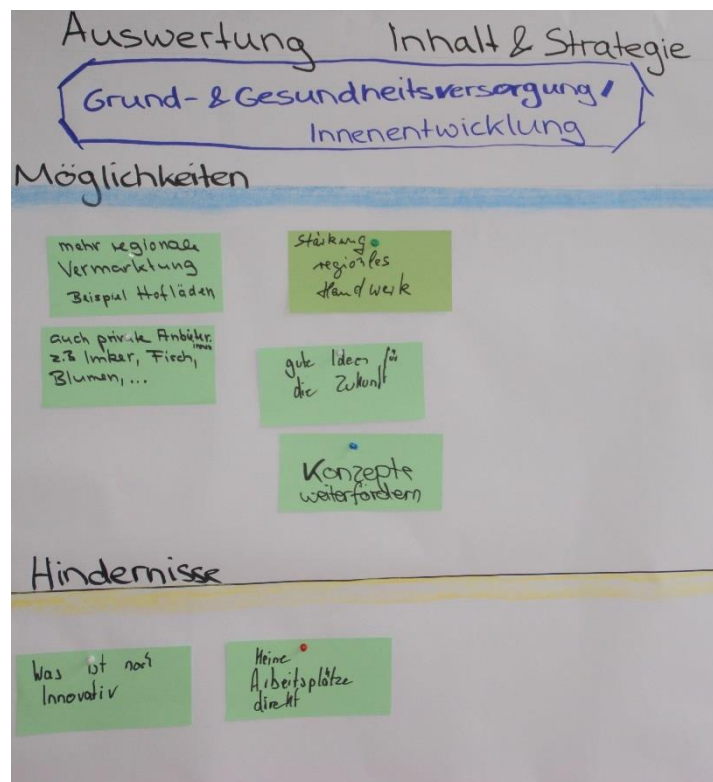 Auswertung Inhalt & Strategie
Grund- & Gesundheitsversorgung /
Innenentwicklung
Möglichkeiten
mehr regionale
Vermarktung
Beispiel Hofläden
Stärkung
regionales
Handwerk
auch private Anbieter
innen
z.B Imker, Fisch,
Blumen, ...
gute Ideen für
die Zukunft
Konzepte
weiterfördern
Hindernisse
Was ist noch
Innovativ
Keine
Arbeitsplätze
direkt